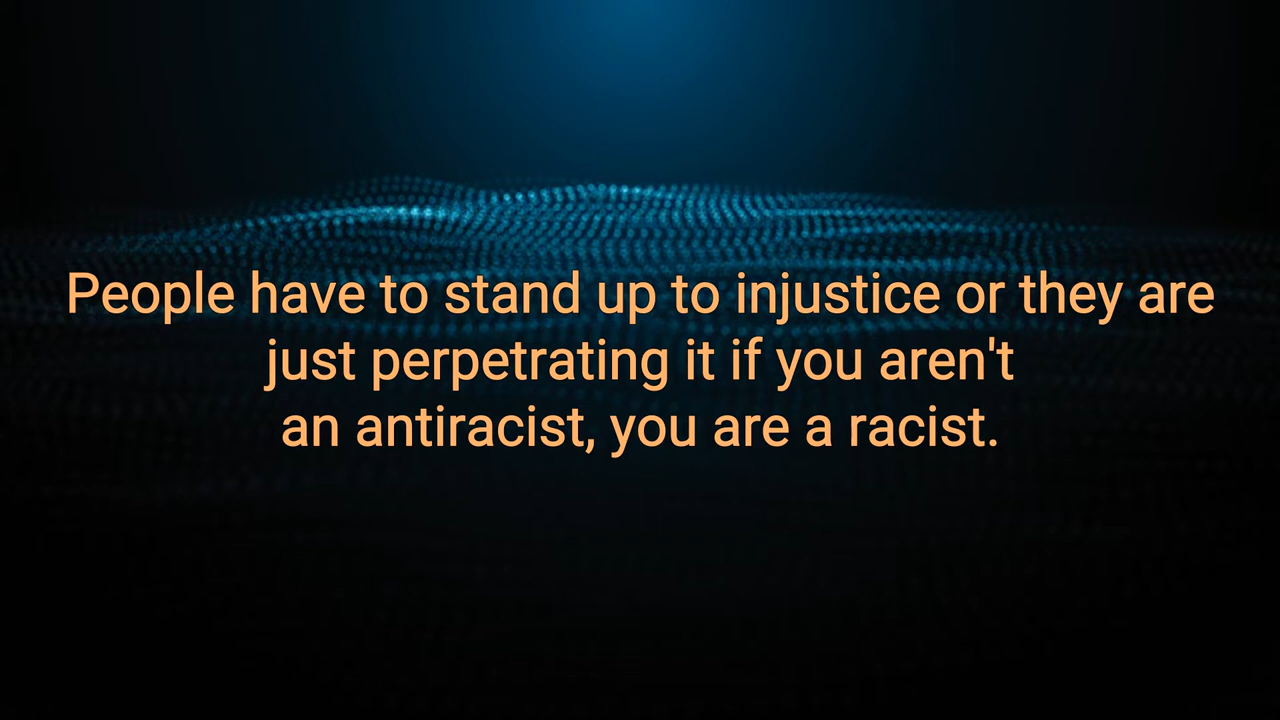 People have to stand up to injustice or they are
just perpetrating it if you aren't
an antiracist, you are a racist.